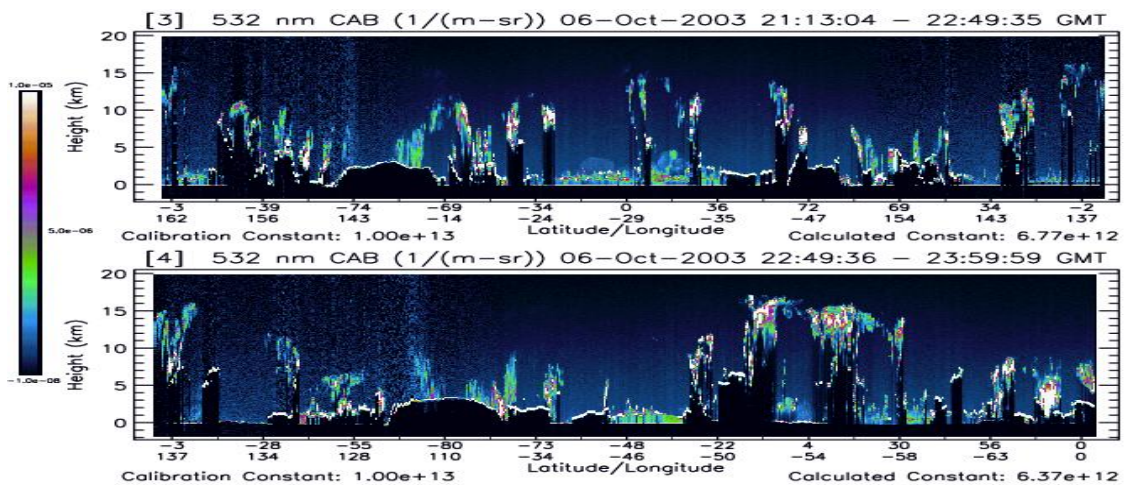 [3] 532 nm CAB (1/(m-sr)) 06-Oct-2003 21:13:04 - 22:49:35 GMT
20
15
10
5
0
Height (km)
1.0e-05
5.0e-06
-1.0e-08
-3 -39 -74 -69 -34 0 36 72 69 34 -2
162 156 143 -14 -24 -29 -35 -47 154 143 137
Latitude/Longitude
Calibration Constant: 1.00e+13 Calculated Constant: 6.77e+12
[4] 532 nm CAB (1/(m-sr)) 06-Oct-2003 22:49:36 - 23:59:59 GMT
20
15
10
5
0
Height (km)
-3 -29 -55 -80 -73 -48 -22 4 30 56 0
137 134 128 110 -34 -46 -50 -54 -58 -63 0
Latitude/Longitude
Calibration Constant: 1.00e+13 Calculated Constant: 6.37e+12